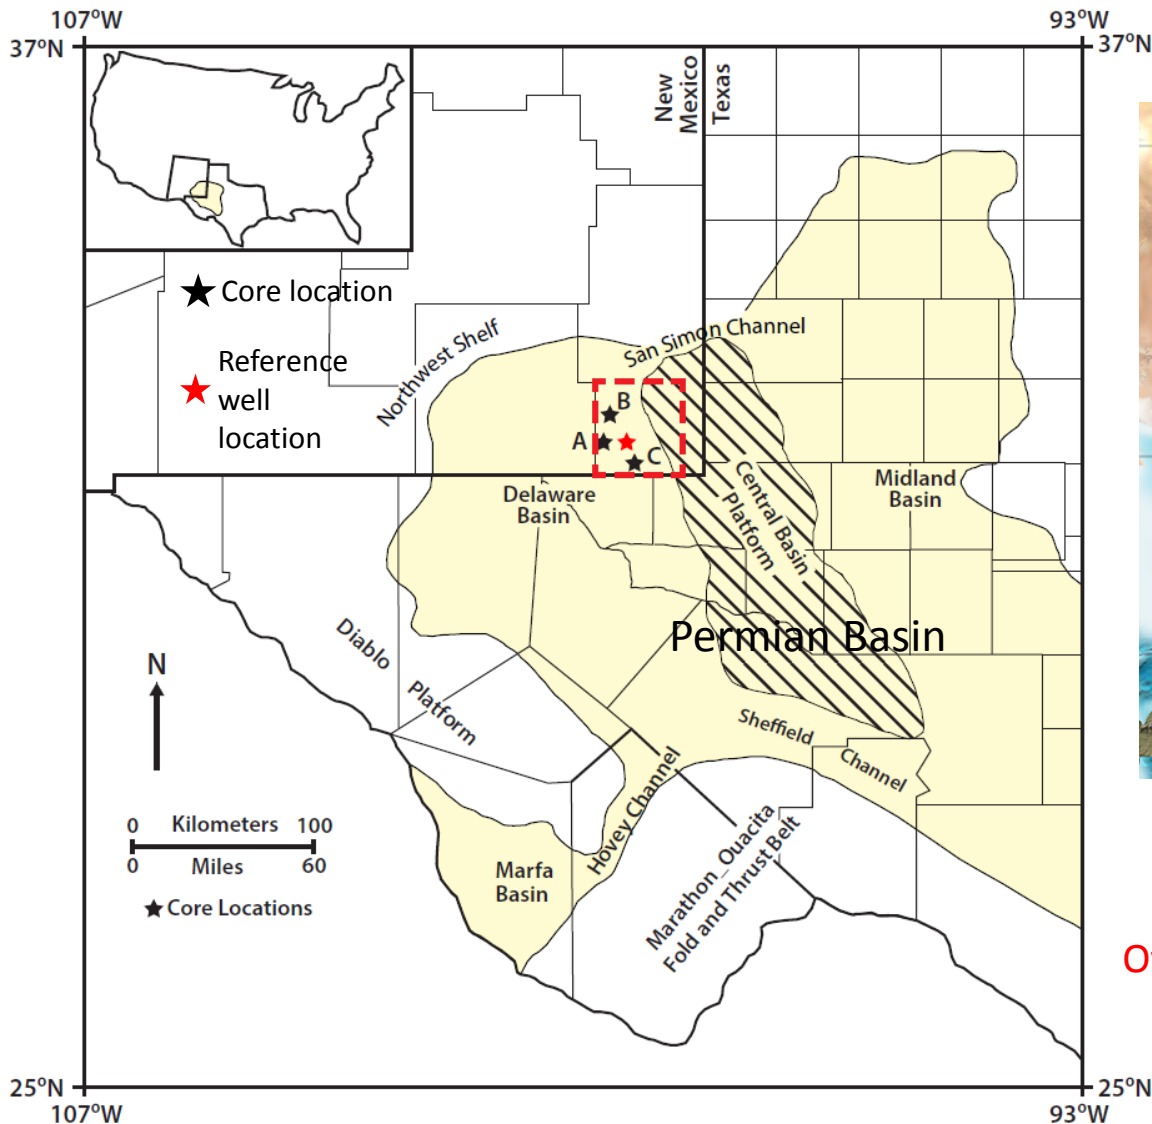 107°W
93°W
37°N
37°N
New
Mexico
Texas
Core location
Reference
well
location
Northwest Shelf
San Simon Channel
B
A
C
Delaware
Basin
Central Basin
Platform
Midland
Basin
Permian Basin
Diablo
Platform
N
Sheffield
Channel
Hovey Channel
0 Kilometers 100
0 Miles 60
Core Locations
Marfa
Basin
Marathon_Ouacita
Fold and Thrust Belt
25°N
25°N
107°W
93°W